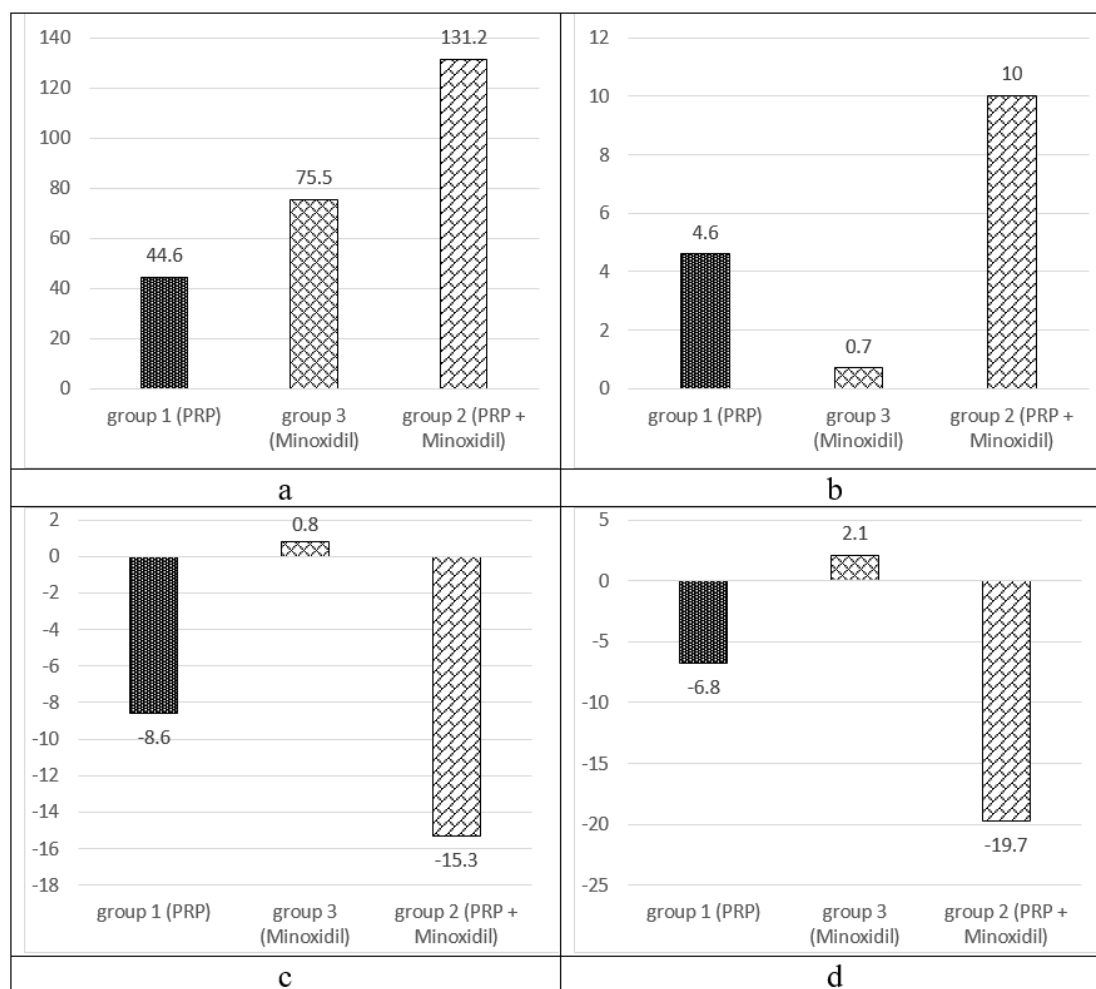 140
120
100
80
60
40
20
0
44.6
75.5
131.2
group 1 (PRP)
group 3
(Minoxidil)
group 2 (PRP +
Minoxidil)
a
12
10
8
6
4
2
0
4.6
0.7
10
group 1 (PRP)
group 3
(Minoxidil)
group 2 (PRP +
Minoxidil)
b
2
0
-2
-4
-6
-8
-10
-12
-14
-16
-18
-8.6
0.8
-15.3
group 1 (PRP)
group 3
(Minoxidil)
group 2 (PRP +
Minoxidil)
c
5
0
-5
-10
-15
-20
-25
-6.8
2.1
-19.7
group 1 (PRP)
group 3
(Minoxidil)
group 2 (PRP +
Minoxidil)
d